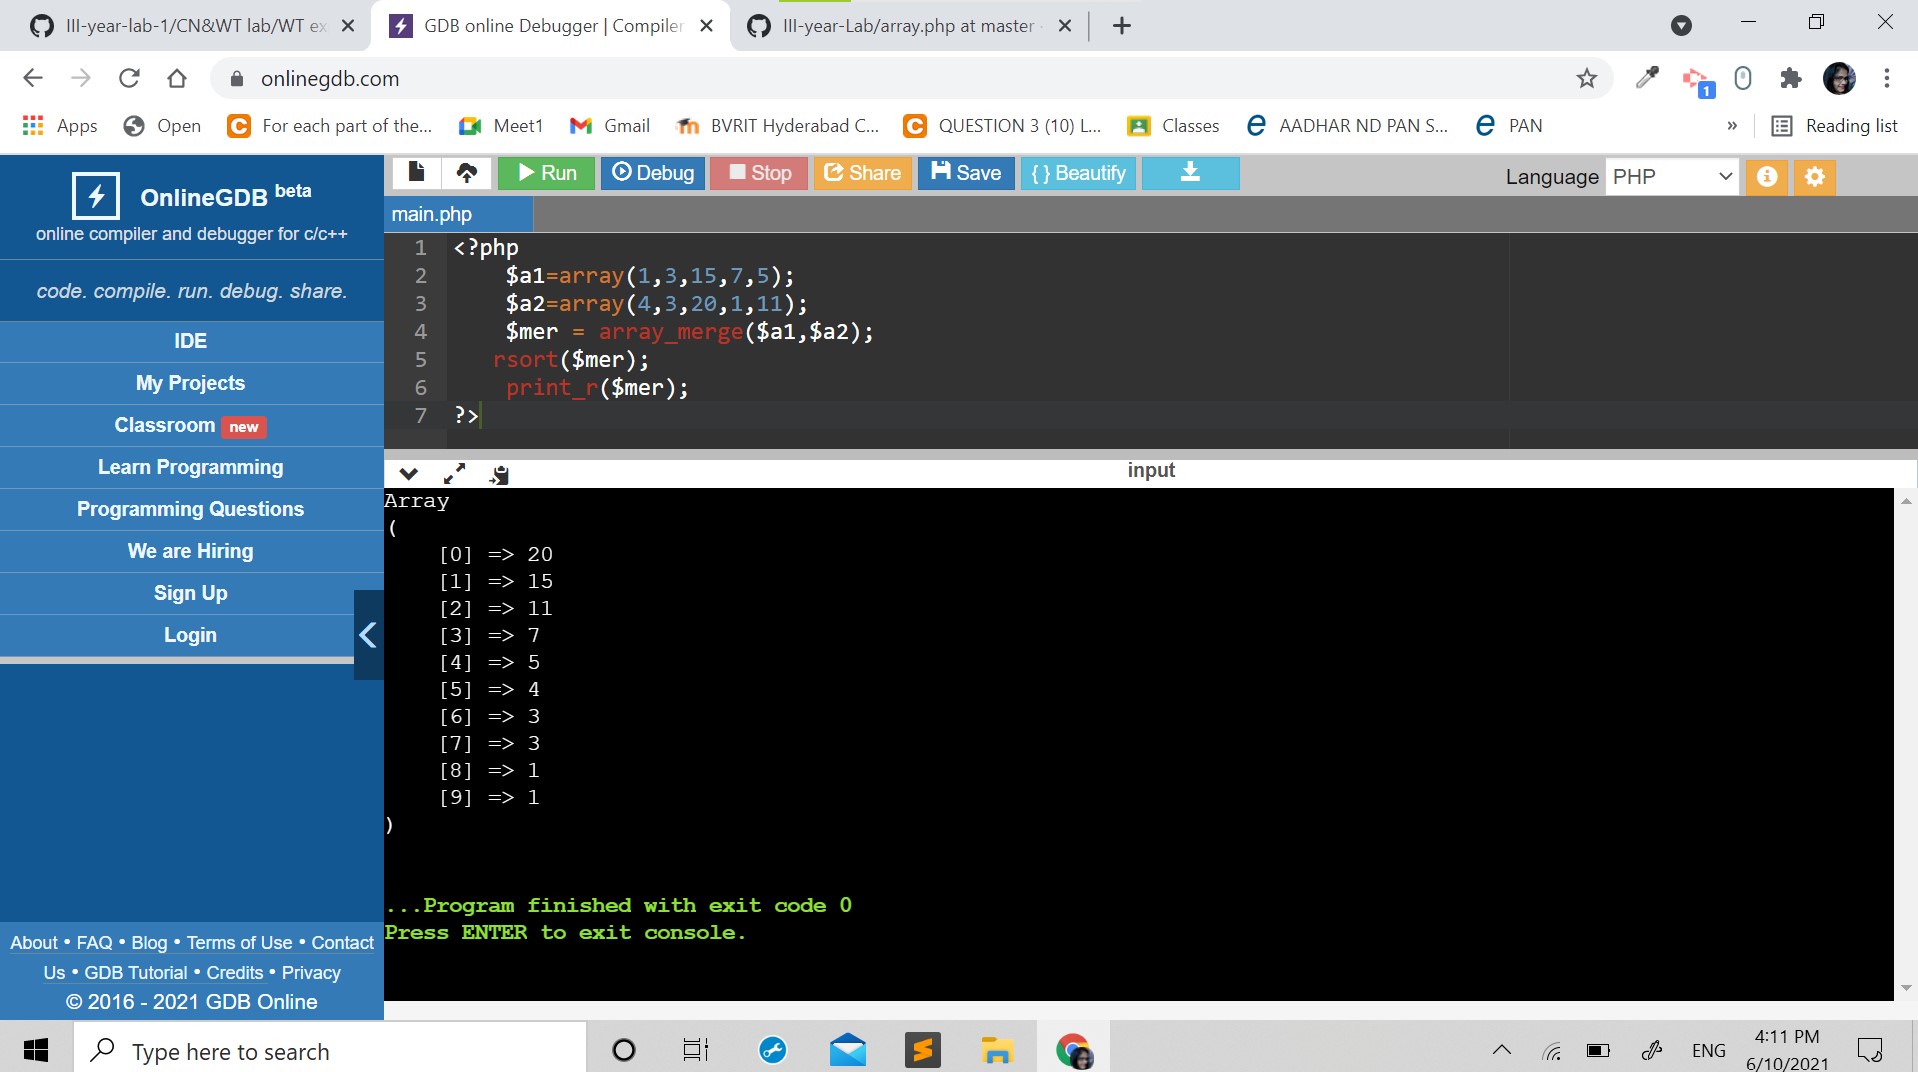 III-year-lab-1/CN&WT lab/WT ex
GDB online Debugger | Compiler
III-year-Lab/array.php at master
onlinegdb.com
1
Apps
Open
For each part of the...
Meet1
Gmail
BVRIT Hyderabad C...
QUESTION 3 (10) L...
Classes
AADHAR ND PAN S...
PAN
»
Reading list
OnlineGDB beta
online compiler and debugger for c/c++
code. compile. run. debug. share.
IDE
My Projects
Classroom new
Learn Programming
Programming Questions
We are Hiring
Sign Up
Login
About • FAQ • Blog • Terms of Use • Contact
Us • GDB Tutorial • Credits • Privacy
© 2016 - 2021 GDB Online
Run
Debug
Stop
Share
Save
{ } Beautify
Language PHP
main.php
1 <?php
2 $a1=array(1,3,15,7,5);
3 $a2=array(4,3,20,1,11);
4 $mer = array_merge($a1,$a2);
5 rsort($mer);
6 print_r($mer);
7 ?>
input
Array
(
[0] => 20
[1] => 15
[2] => 11
[3] => 7
[4] => 5
[5] => 4
[6] => 3
[7] => 3
[8] => 1
[9] => 1
)
...Program finished with exit code 0
Press ENTER to exit console.
Type here to search
ENG
4:11 PM
6/10/2021